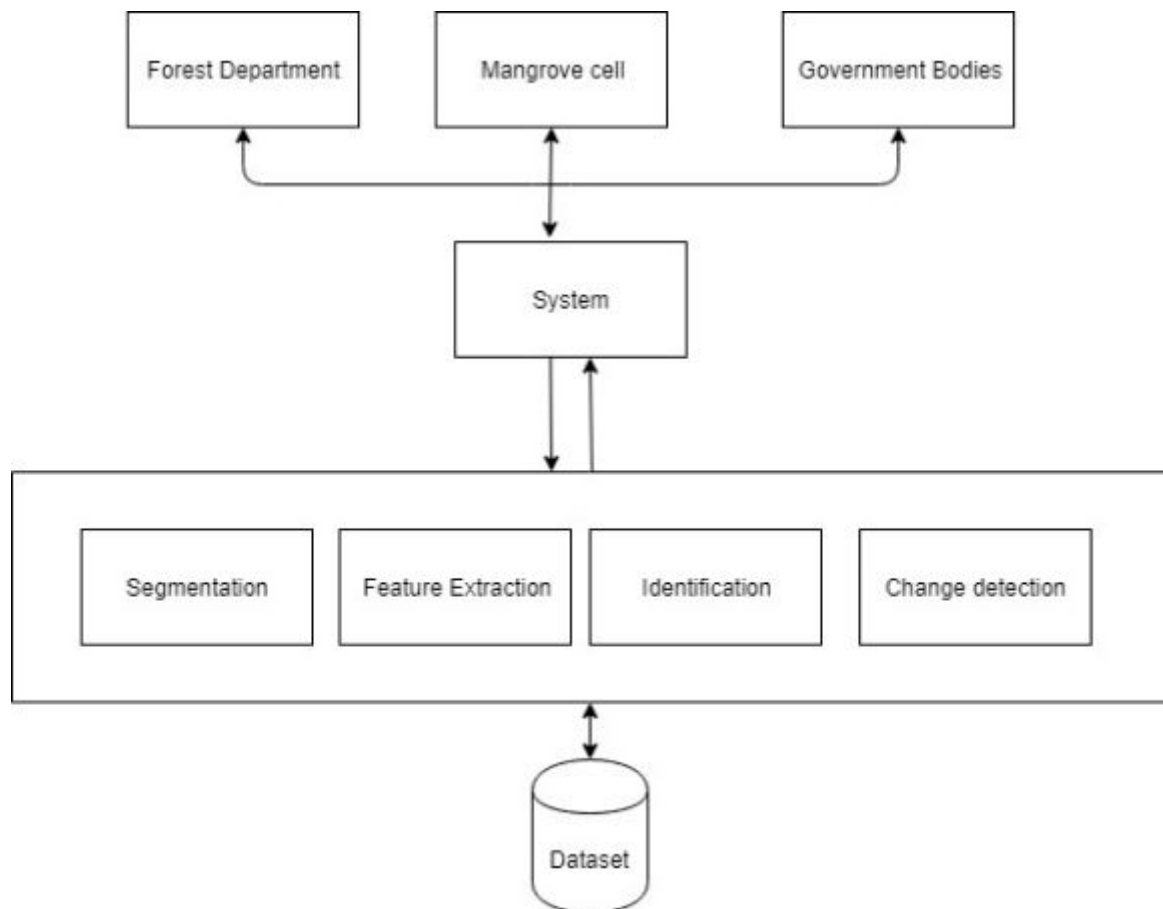 Forest Department
Mangrove cell
Government Bodies
System
Segmentation
Feature Extraction
Identification
Change detection
Dataset